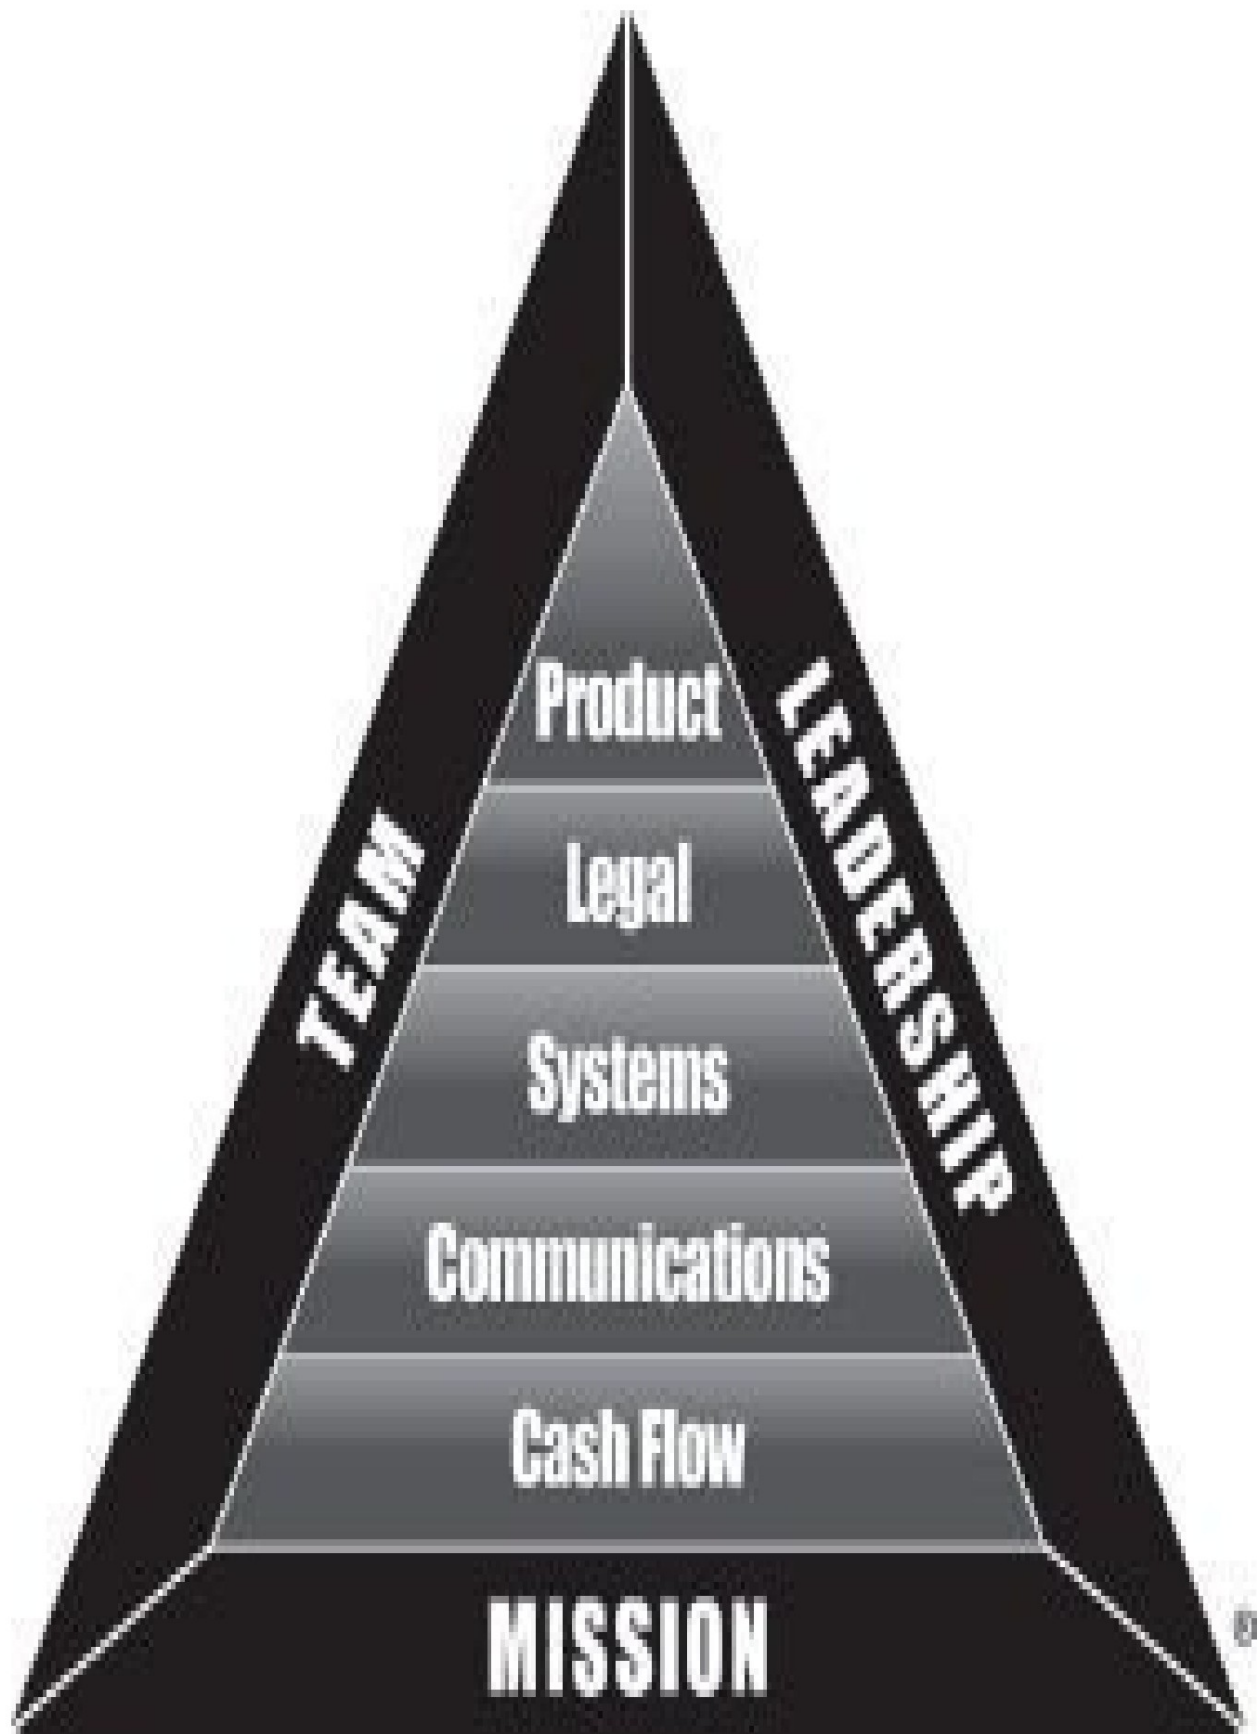 Product
LEADERSHIP
TEAM
Legal
Systems
Communications
Cash Flow
MISSION
®